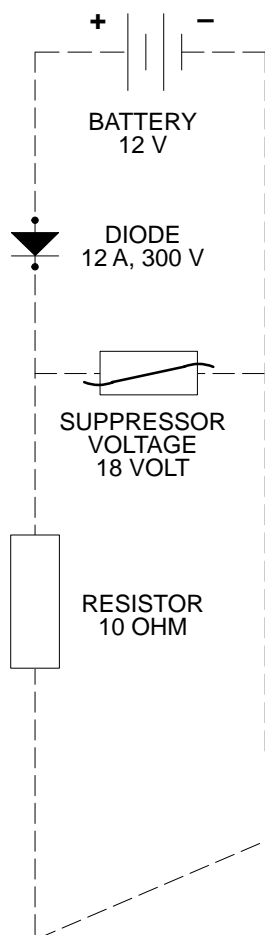 + −
BATTERY
12 V
DIODE
12 A, 300 V
SUPPRESSOR
VOLTAGE
18 VOLT
RESISTOR
10 OHM